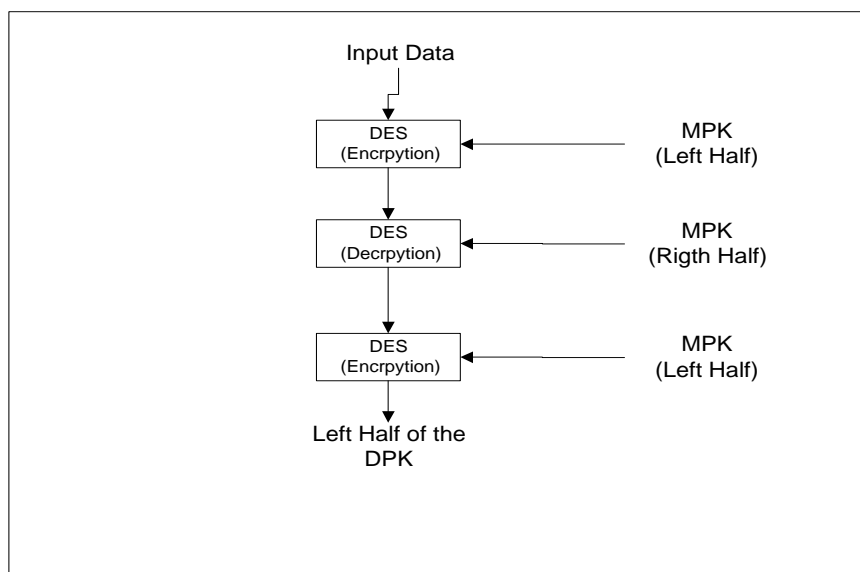 Input Data
DES
(Encrpytion)
MPK
(Left Half)
DES
(Decrpytion)
MPK
(Rigth Half)
DES
(Encrpytion)
MPK
(Left Half)
Left Half of the
DPK